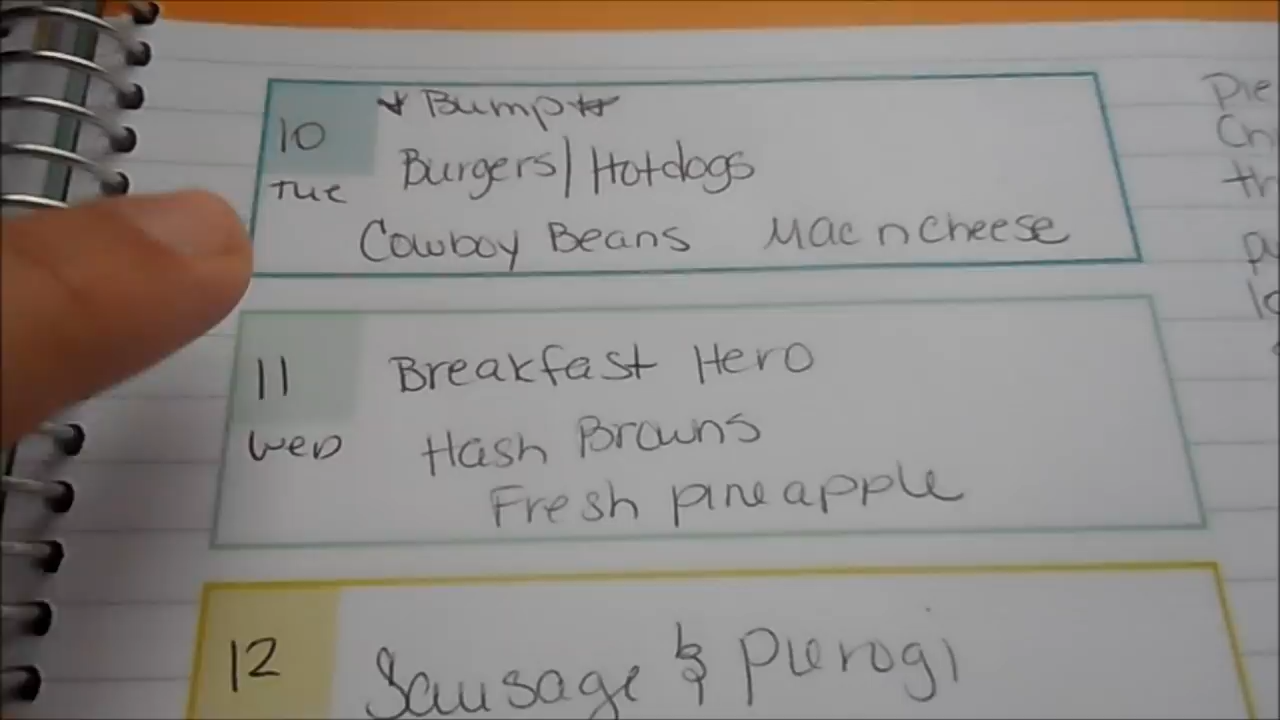 10
Tue
*Bump*
Burgers/Hotdogs
Cowboy Beans Mac n Cheese
11
Wed
Breakfast Hero
Hash Browns
Fresh pineapple
12
Sausage & Pierogi